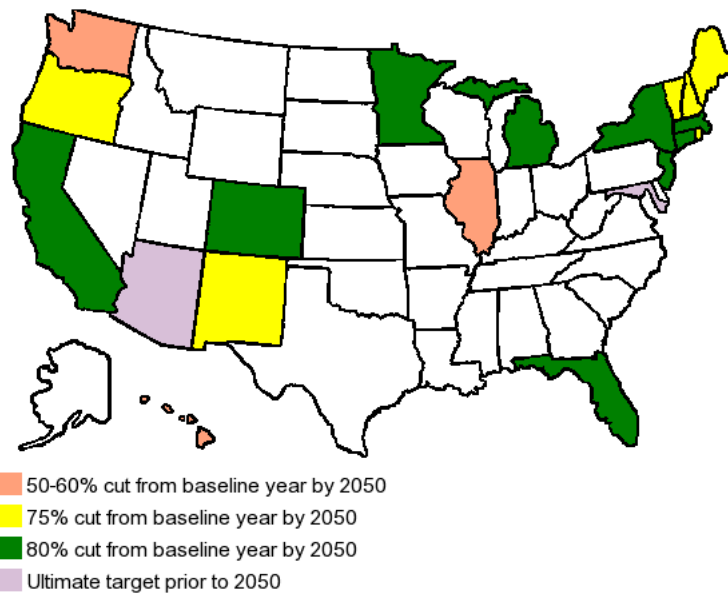 50-60% cut from baseline year by 2050
75% cut from baseline year by 2050
80% cut from baseline year by 2050
Ultimate target prior to 2050